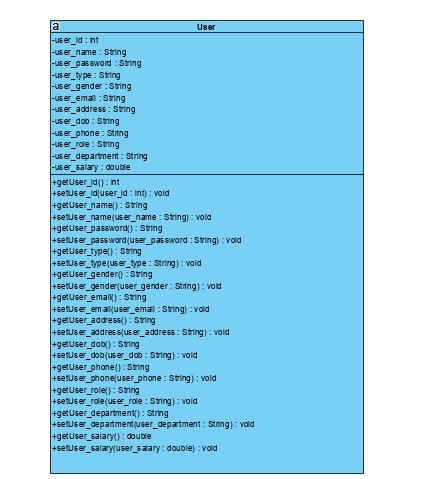 a
User
-user_id : int
-user_name : String
-user_password : String
-user_type : String
-user_gender : String
-user_email : String
-user_address : String
-user_dob : String
-user_phone : String
-user_role : String
-user_department : String
-user_salary : double
+getUser_id() : int
+setUser_id(user_id : int) : void
+getUser_name() : String
+setUser_name(user_name : String) : void
+getUser_password() : String
+setUser_password(user_password : String) : void
+getUser_type() : String
+setUser_type(user_type : String) : void
+getUser_gender() : String
+setUser_gender(user_gender : String) : void
+getUser_email() : String
+setUser_email(user_email : String) : void
+getUser_address() : String
+setUser_address(user_address : String) : void
+getUser_dob() : String
+setUser_dob(user_dob : String) : void
+getUser_phone() : String
+setUser_phone(user_phone : String) : void
+getUser_role() : String
+setUser_role(user_role : String) : void
+getUser_department() : String
+setUser_department(user_department : String) : void
+getUser_salary() : double
+setUser_salary(user_salary : double) : void